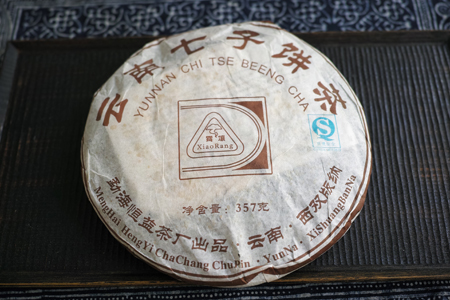 云南七子饼茶
YUNNAN CHI TSE BEENG CHA
XiaoRang
净含量：357克
勐海恒益茶厂出品·云南·西双版纳
MengHai HengYi ChaChang ChuPin · YunNa · XiShuangBanNa